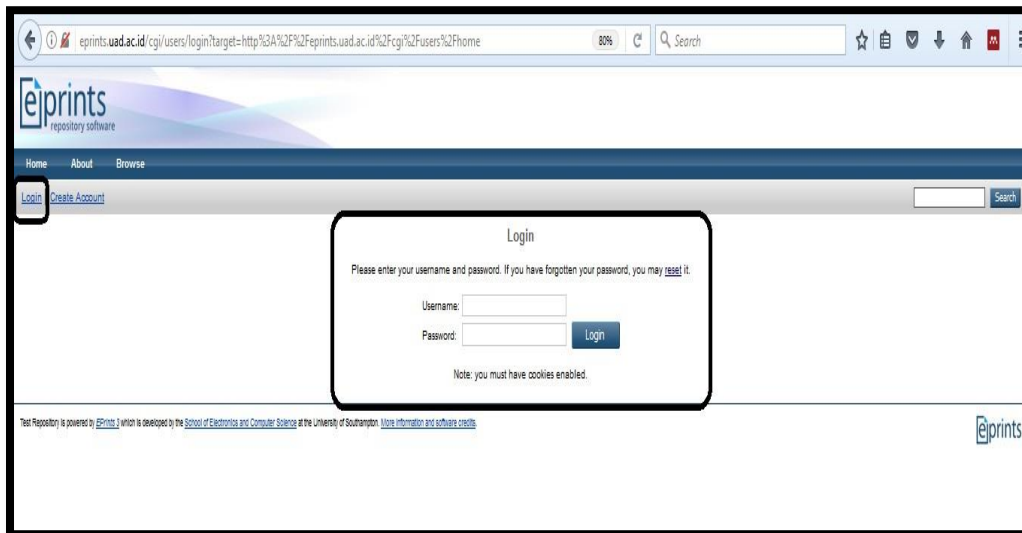 eprints.uad.ac.id/cgi/users/login?target=http%3A%2F%2Feprints.uad.ac.id%2Fcgi%2Fusers%2Fhome 80% Search
eprints
repository software
Home About Browse
Login Create Account Search
Login
Please enter your username and password. If you have forgotten your password, you may reset it.
Username:
Password: Login
Note: you must have cookies enabled.
Test Repository is powered by EPrints 3 which is developed by the School of Electronics and Computer Science at the University of Southampton. More information and software credits.
eprints